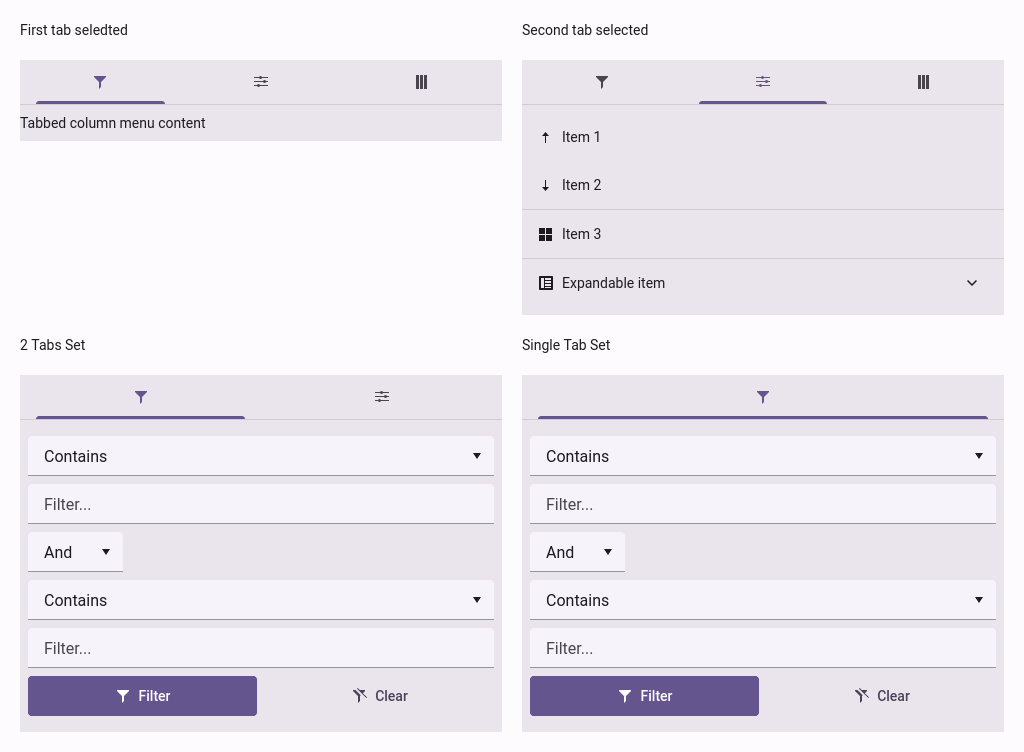 First tab seledted
Tabbed column menu content
Second tab selected
Item 1
Item 2
Item 3
Expandable item
2 Tabs Set
Contains
Filter...
And
Contains
Filter...
Filter Clear
Single Tab Set
Contains
Filter...
And
Contains
Filter...
Filter Clear